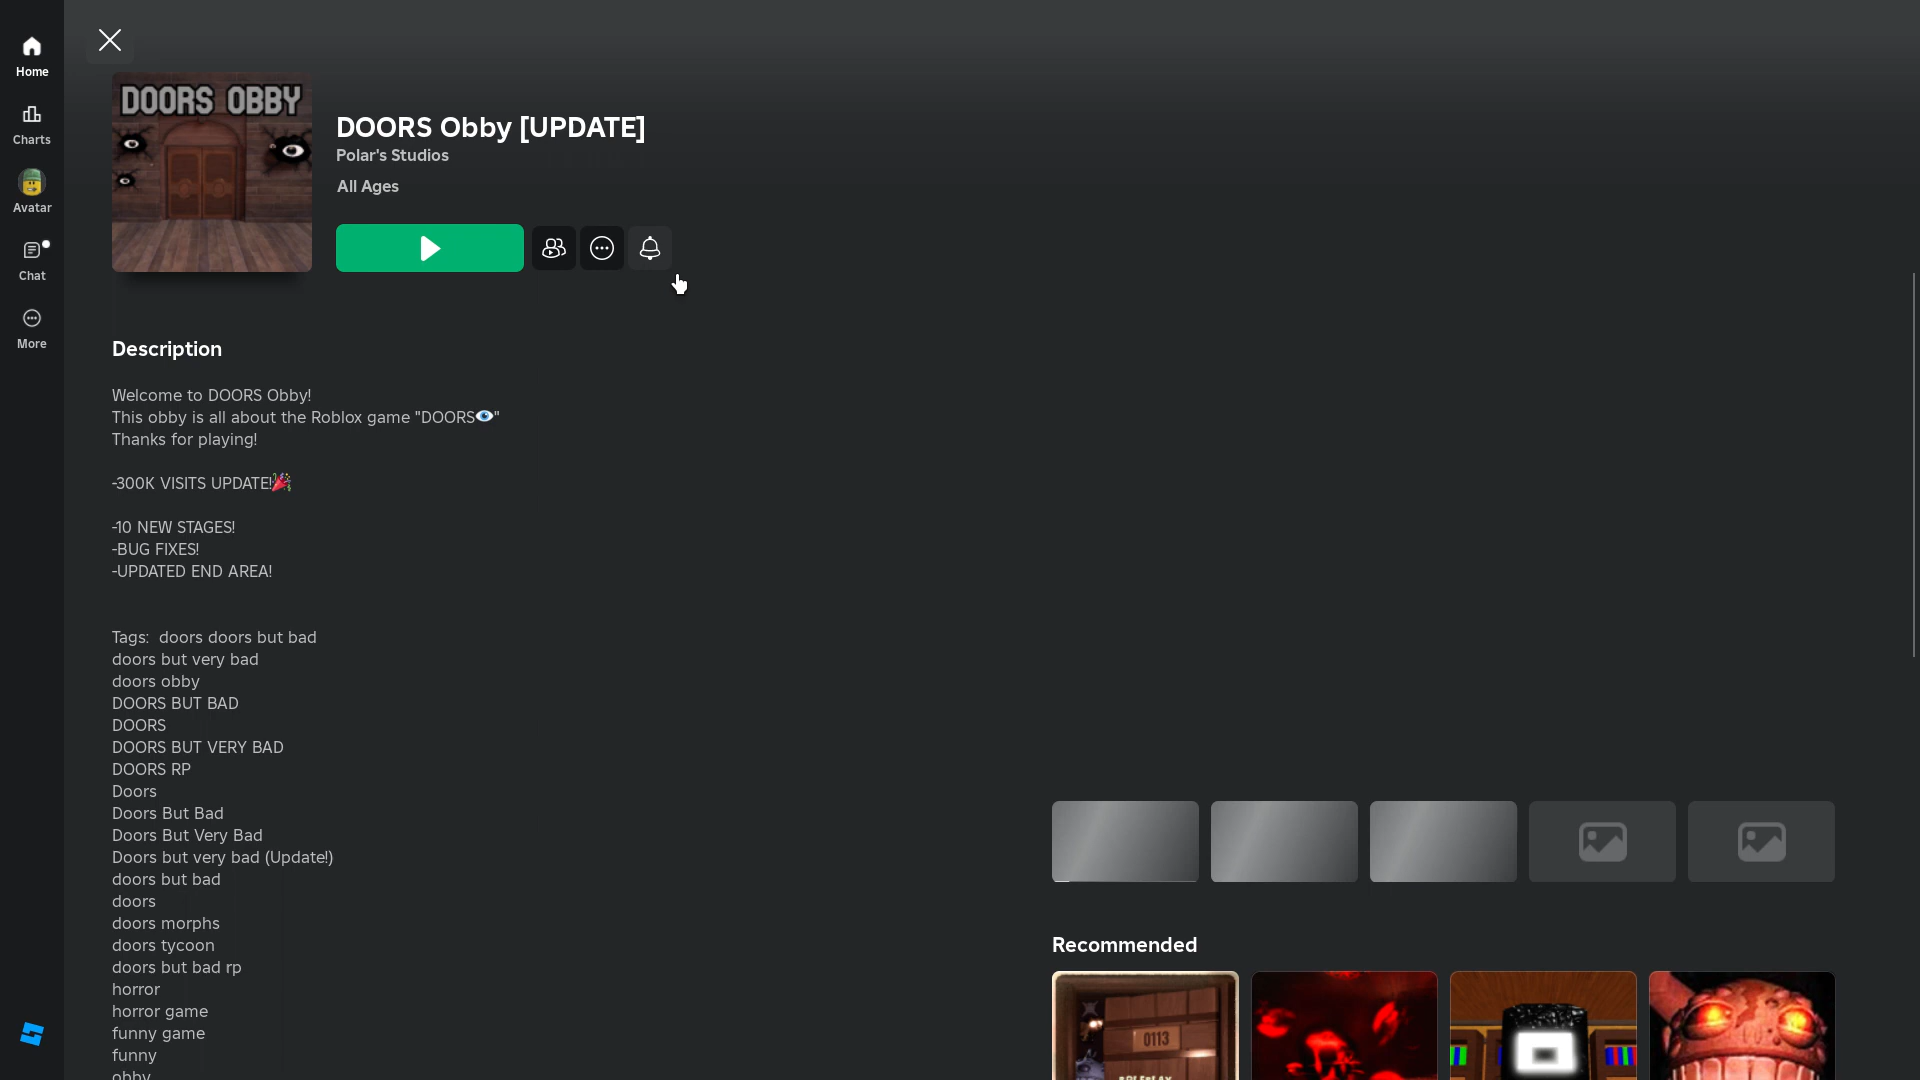 Home
Charts
Avatar
Chat
More
DOORS OBBY
DOORS Obby [UPDATE]
Polar's Studios
All Ages
Description
Welcome to DOORS Obby!
This obby is all about the Roblox game "DOORS👁️"
Thanks for playing!
-300K VISITS UPDATE!🎉
-10 NEW STAGES!
-BUG FIXES!
-UPDATED END AREA!
Tags:  doors doors but bad
doors but very bad
doors obby
DOORS BUT BAD
DOORS
DOORS BUT VERY BAD
DOORS RP
Doors
Doors But Bad
Doors But Very Bad
Doors but very bad (Update!)
doors but bad
doors
doors morphs
doors tycoon
doors but bad rp
horror
horror game
funny game
funny
obby
Recommended
0113